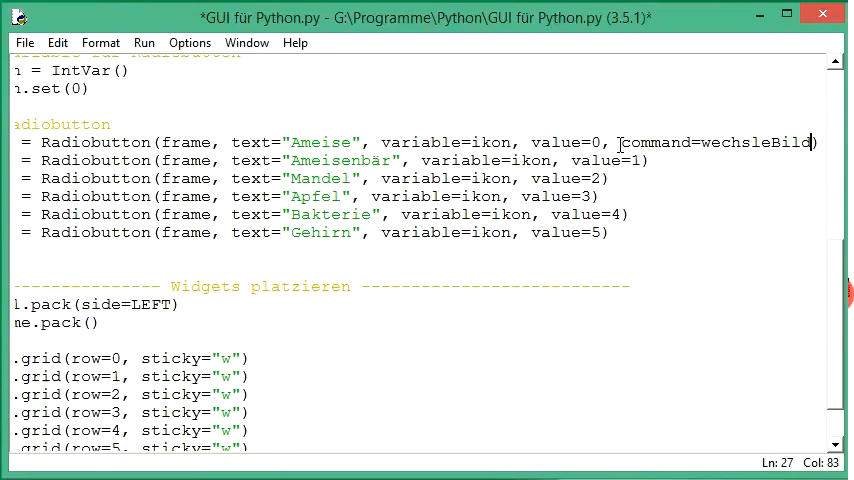 *GUI für Python.py - G:\Programme\Python\GUI für Python.py (3.5.1)*
File Edit Format Run Options Window Help
n = IntVar()
n.set(0)
adiobutton
= Radiobutton(frame, text="Ameise", variable=ikon, value=0, command=wechsleBild)
= Radiobutton(frame, text="Ameisenbär", variable=ikon, value=1)
= Radiobutton(frame, text="Mandel", variable=ikon, value=2)
= Radiobutton(frame, text="Apfel", variable=ikon, value=3)
= Radiobutton(frame, text="Bakterie", variable=ikon, value=4)
= Radiobutton(frame, text="Gehirn", variable=ikon, value=5)
--------------- Widgets platzieren ---------------------------
l.pack(side=LEFT)
me.pack()
.grid(row=0, sticky="w")
.grid(row=1, sticky="w")
.grid(row=2, sticky="w")
.grid(row=3, sticky="w")
.grid(row=4, sticky="w")
.grid(row=5, sticky="w")
Ln: 27 Col: 83